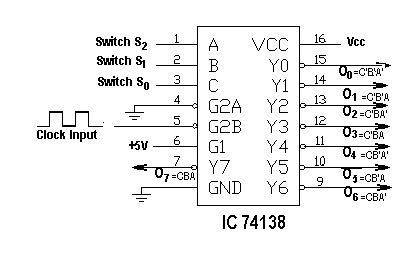 Switch S2 1 A VCC 16 Vcc
Switch S1 2 B Y0 15 O0=C'B'A'
Switch S0 3 C Y1 14 O1=C'B'A
4 G2A Y2 13 O2=C'BA'
Clock Input 5 G2B Y3 12 O3=C'BA
+5V 6 G1 Y4 11 O4=CB'A'
7 Y7 Y5 10 O5=CB'A
O7=CBA
8 GND Y6 9 O6=CBA'
IC 74138